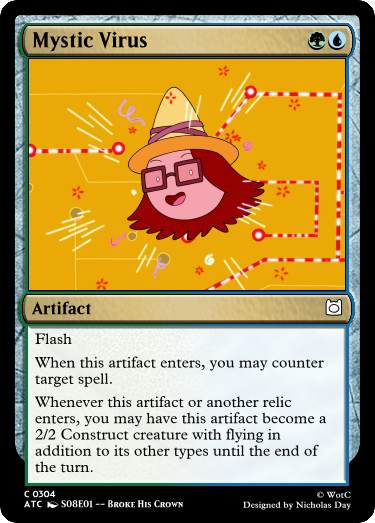 Mystic Virus
Artifact
Flash
When this artifact enters, you may counter
target spell.
Whenever this artifact or another relic
enters, you may have this artifact become a
2/2 Construct creature with flying in
addition to its other types until the end of
the turn.
C 0304
© WotC
ATC S08E01 -- Broke His Crown
Designed by Nicholas Day